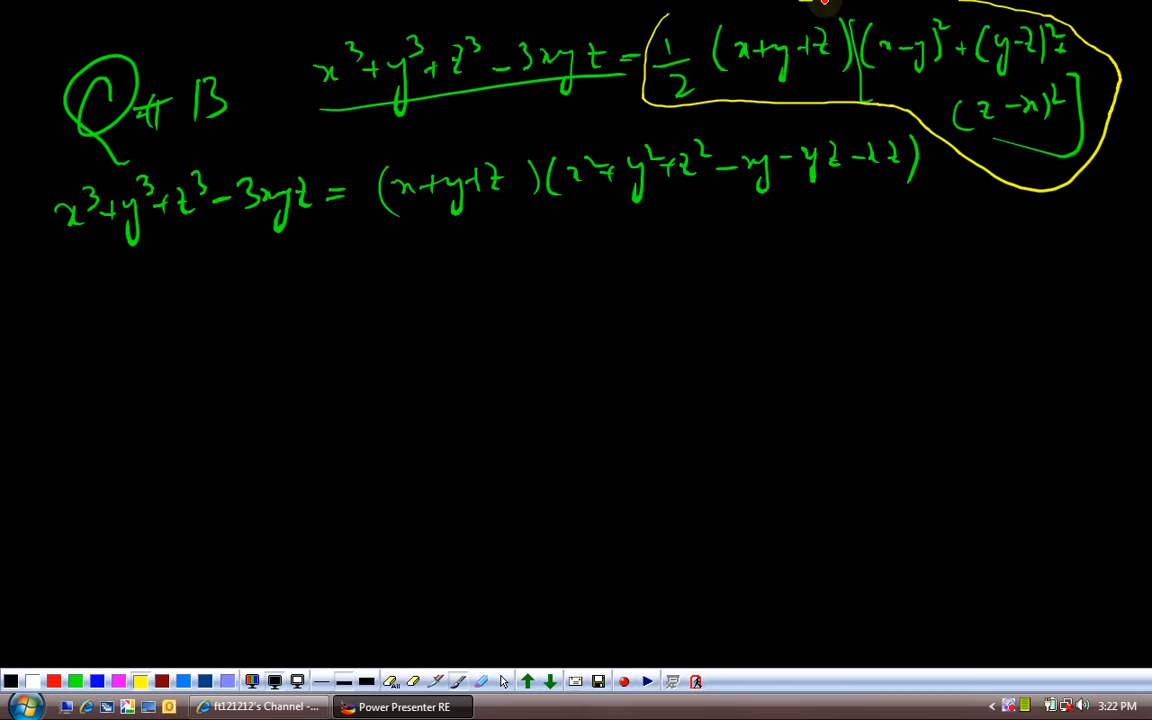 Q# 13
x³+y³+z³-3xyz = 1/2 (x+y+z)[(x-y)²+(y-z)²+
(z-x)²]
x³+y³+z³-3xyz = (x+y+z)(x²+y²+z²-xy-yz-xz)
ft121212's Channel -...
Power Presenter RE
3:22 PM